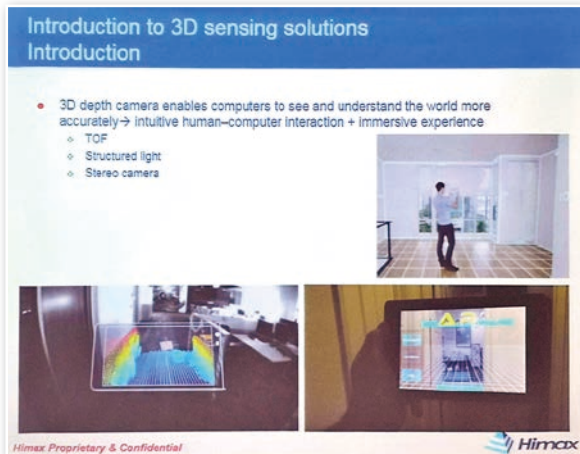 Introduction to 3D sensing solutions
Introduction
3D depth camera enables computers to see and understand the world more
accurately→ intuitive human–computer interaction + immersive experience
TOF
Structured light
Stereo camera
Himax Proprietary & Confidential
Himax